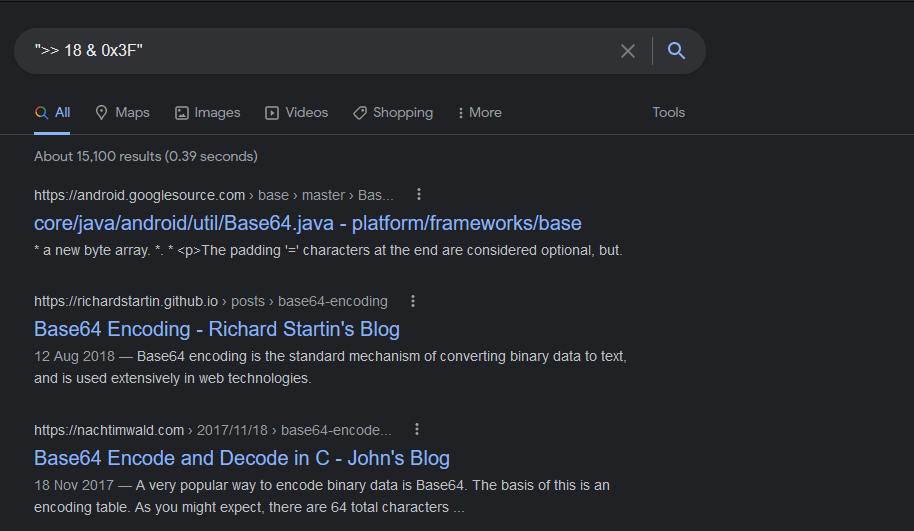 ">> 18 & 0x3F"
All Maps Images Videos Shopping More Tools
About 15,100 results (0.39 seconds)
https://android.googlesource.com › base › master › Bas...
core/java/android/util/Base64.java - platform/frameworks/base
* a new byte array. *. * <p>The padding '=' characters at the end are considered optional, but.
https://richardstartin.github.io › posts › base64-encoding
Base64 Encoding - Richard Startin's Blog
12 Aug 2018 — Base64 encoding is the standard mechanism of converting binary data to text,
and is used extensively in web technologies.
https://nachtimwald.com › 2017/11/18 › base64-encode...
Base64 Encode and Decode in C - John's Blog
18 Nov 2017 — A very popular way to encode binary data is Base64. The basis of this is an
encoding table. As you might expect, there are 64 total characters ...